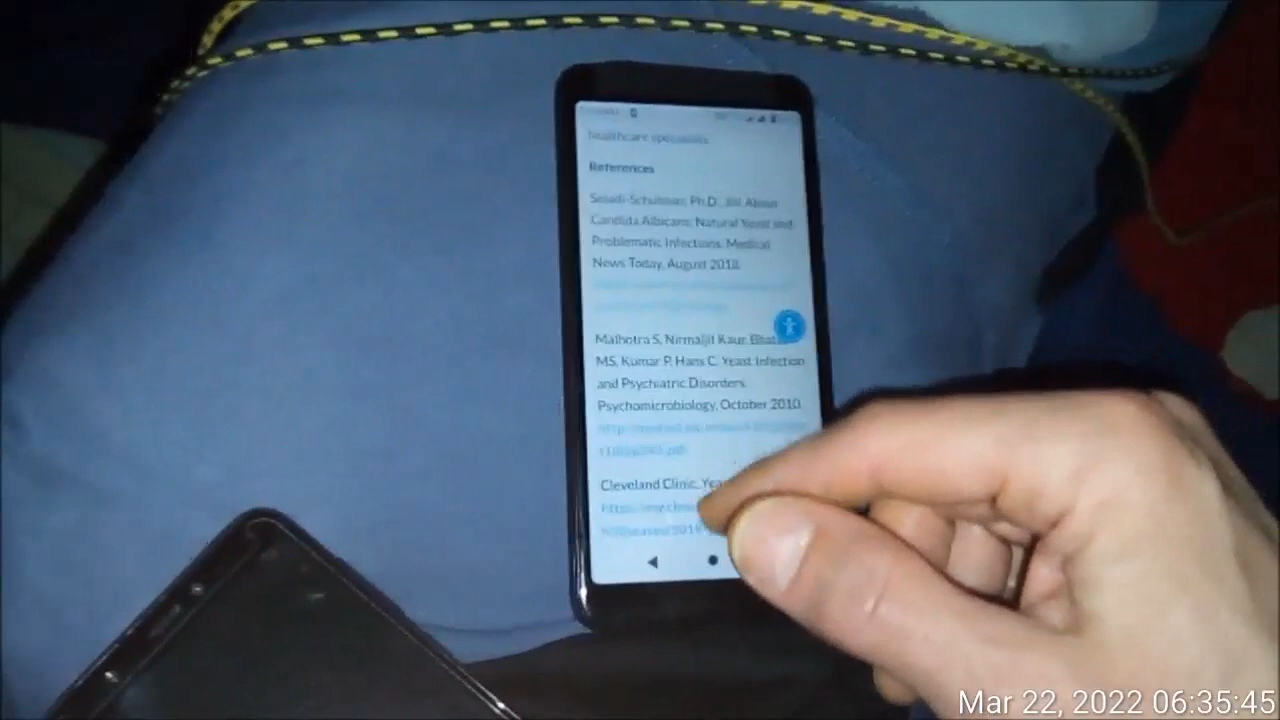 healthcare specialists.
References
Ph.D., Jill. About
Candida Albicans: Natural Yeast and
Problematic Infections. Medical
News Today, August 2018.
Malhotra S, Nirmaljit Kaur, Bhatia
MS, Kumar P, Hans C. Yeast Infection
and Psychiatric Disorders.
Psychomicrobiology, October 2010.
Cleveland Clinic, Yea
Mar 22, 2022 06:35:45